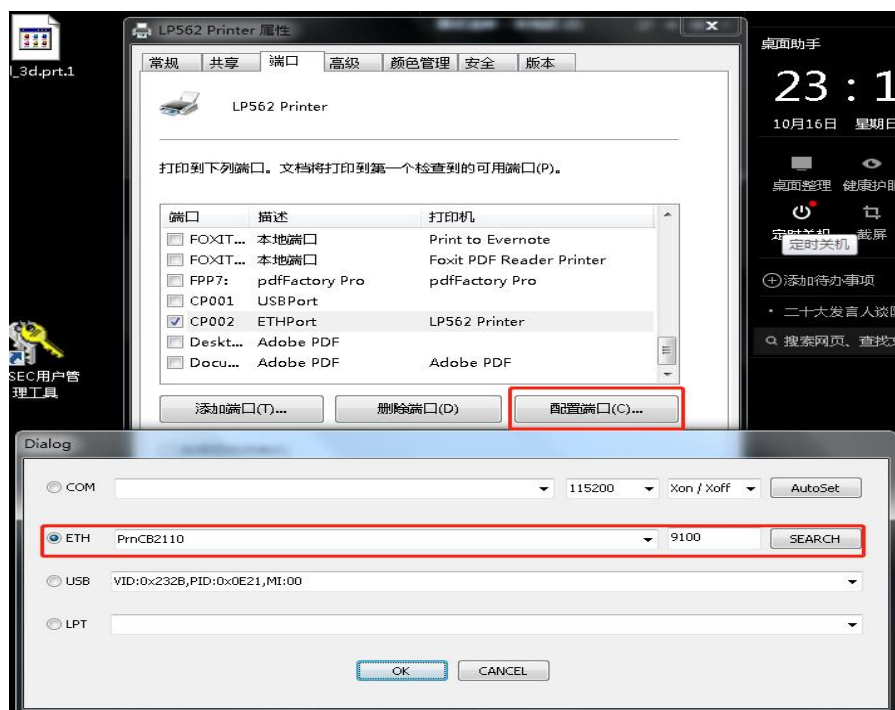 l_3d.prt.1
SEC用户管
理工具
LP562 Printer 属性
常规 共享 端口 高级 颜色管理 安全 版本
LP562 Printer
打印到下列端口。文档将打印到第一个检查到的可用端口(P)。
端口 描述 打印机
FOXIT... 本地端口 Print to Evernote
FOXIT... 本地端口 Foxit PDF Reader Printer
FPP7: pdfFactory Pro pdfFactory Pro
CP001 USBPort
CP002 ETHPort LP562 Printer
Deskt... Adobe PDF
Docu... Adobe PDF Adobe PDF
添加端口(T)... 删除端口(D) 配置端口(C)...
桌面助手
23 : 1
10月16日 星期日
桌面整理 健康护眼
定时关机 截屏
定时关机
添加待办事项
· 二十大发言人谈
搜索网页、查找文
Dialog
COM 115200 Xon / Xoff AutoSet
ETH PrnCB2110 9100 SEARCH
USB VID:0x232B,PID:0x0E21,MI:00
LPT
OK CANCEL